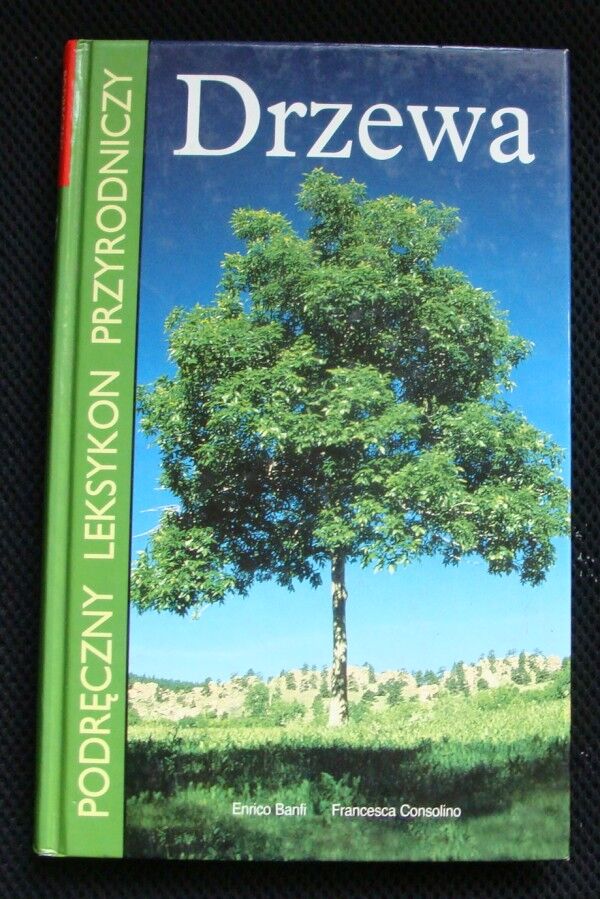 Drzewa
PODRĘCZNY LEKSYKON PRZYRODNICZY
Enrico Banfi Francesca Consolino